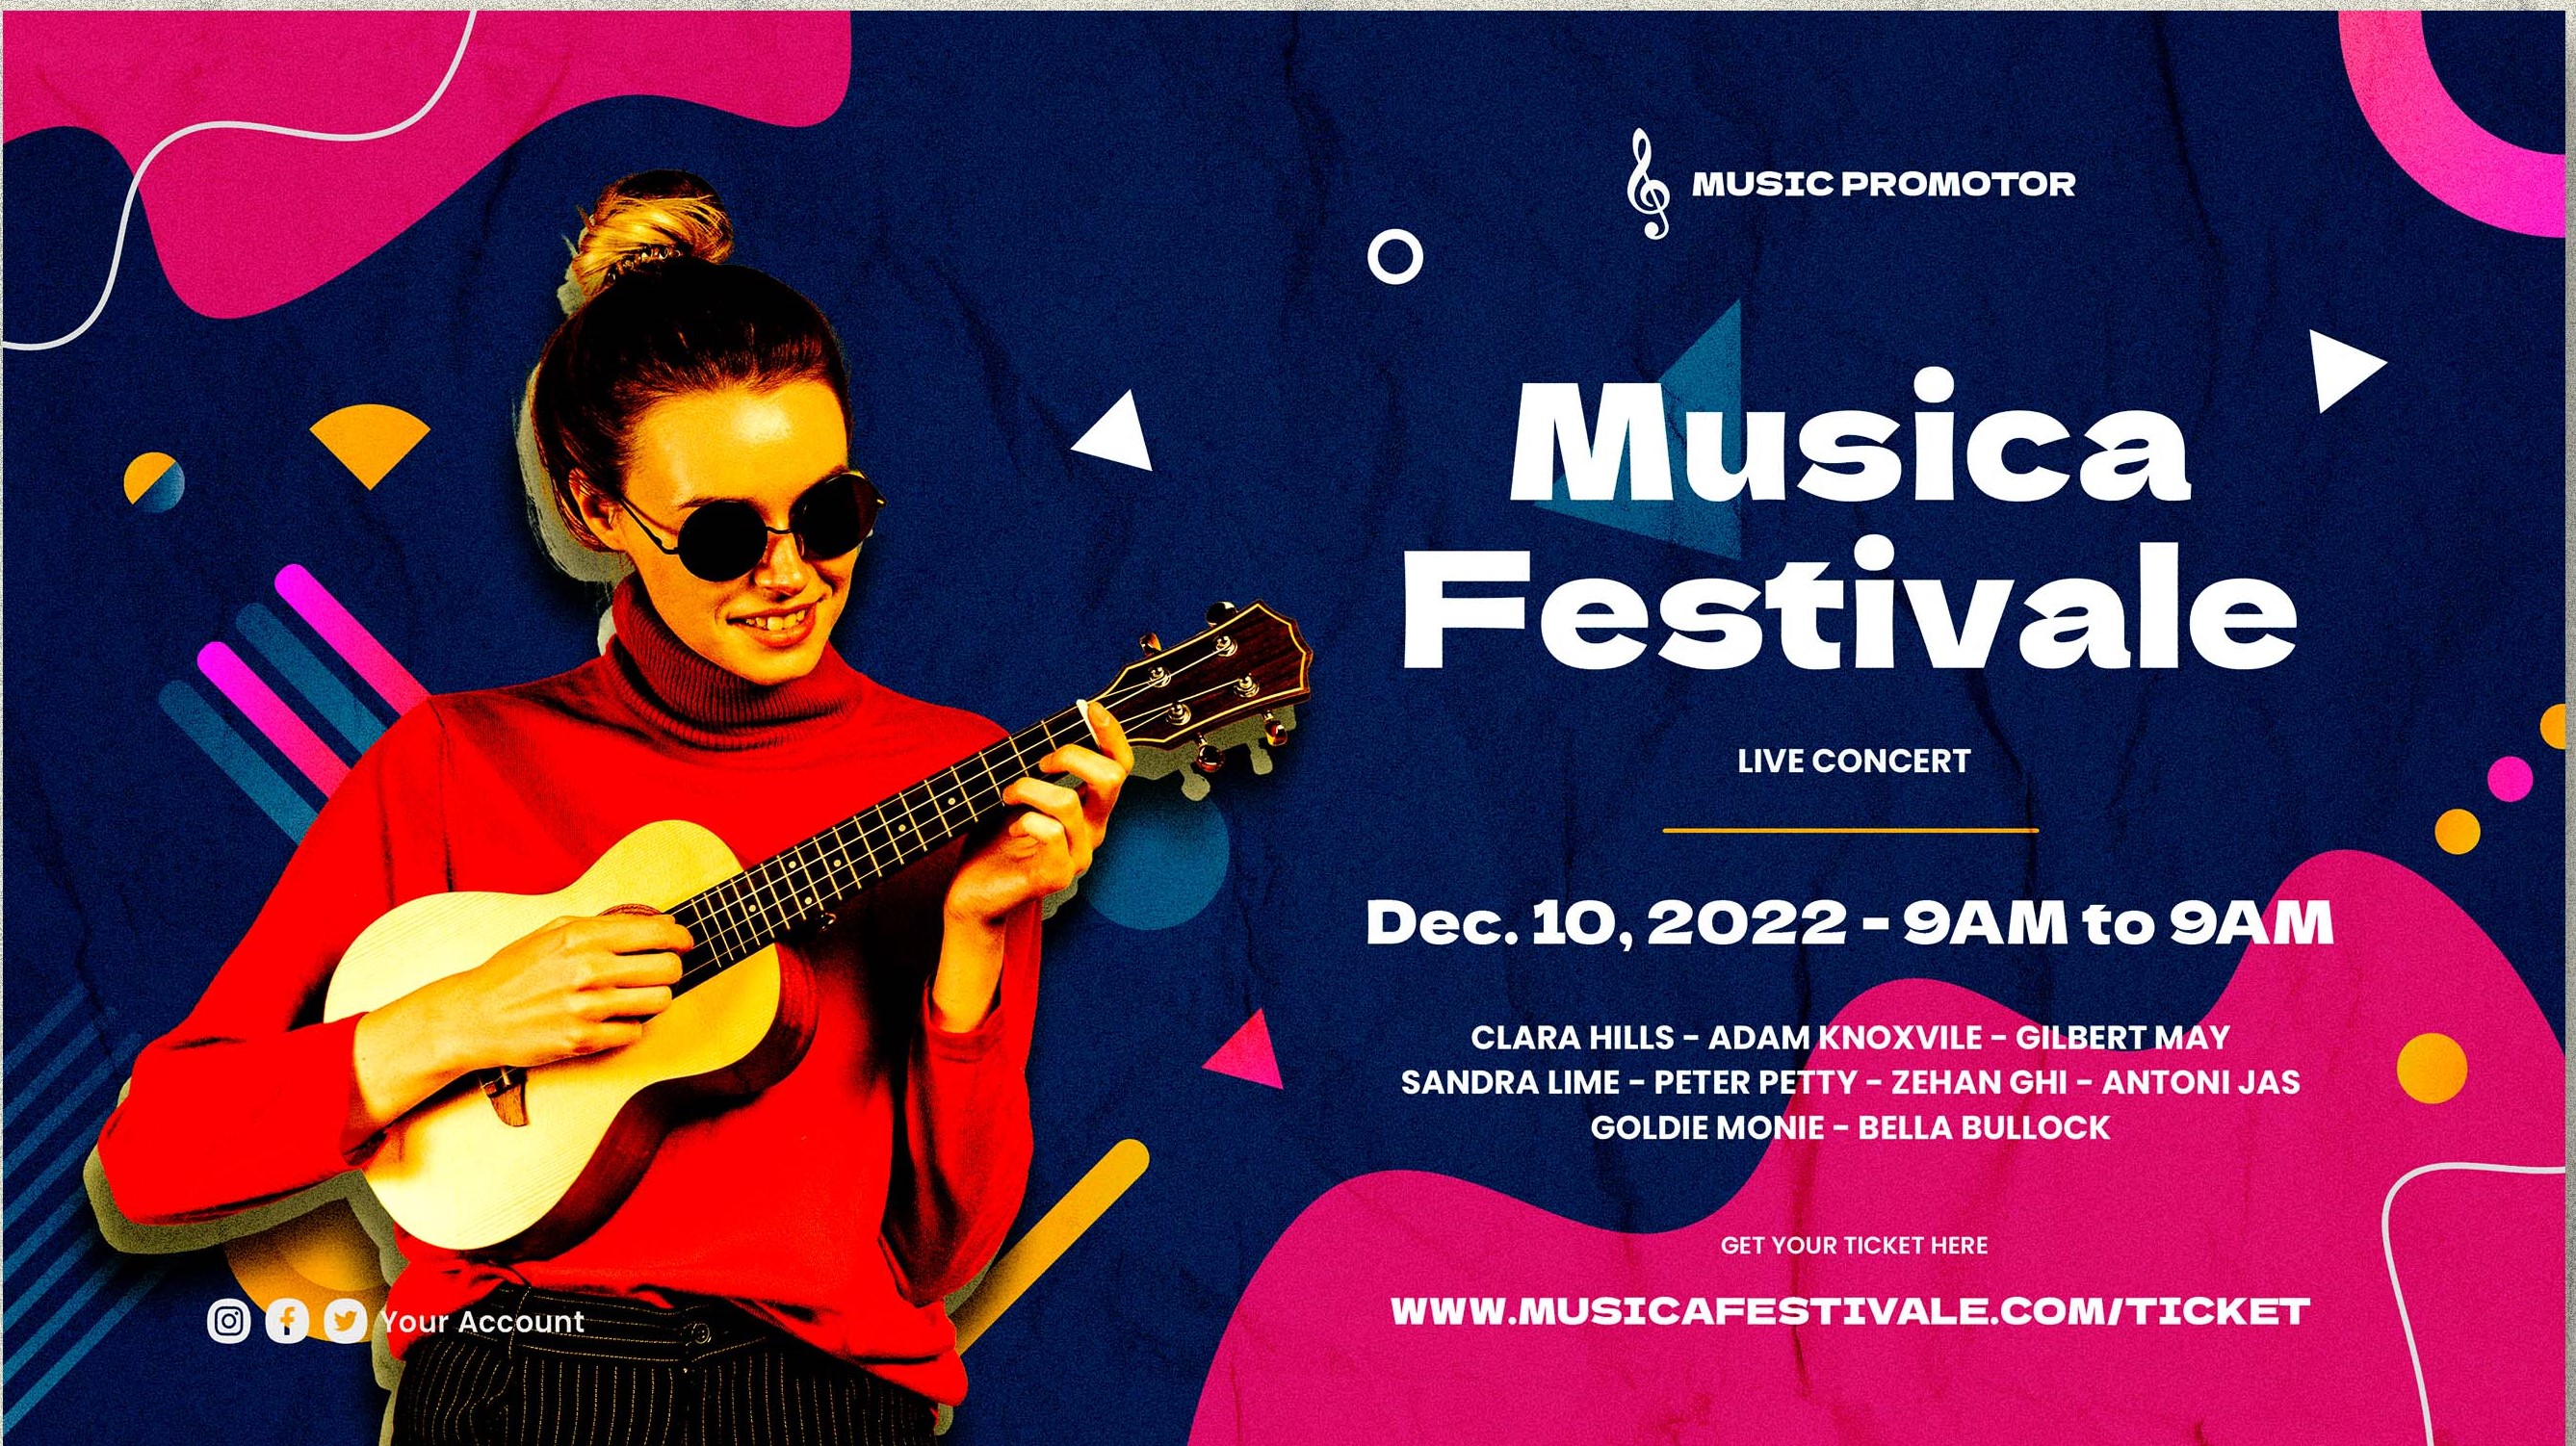 MUSIC PROMOTOR
Musica
Festivale
LIVE CONCERT
Dec. 10, 2022 - 9AM to 9AM
CLARA HILLS - ADAM KNOXVILE - GILBERT MAY
SANDRA LIME - PETER PETTY - ZEHAN GHI - ANTONI JAS
GOLDIE MONIE - BELLA BULLOCK
GET YOUR TICKET HERE
WWW.MUSICAFESTIVALE.COM/TICKET
Your Account